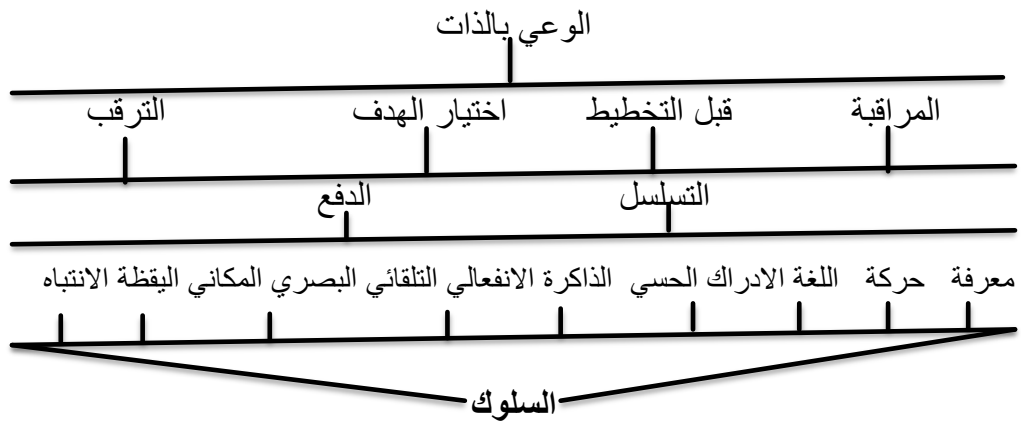 الوعي بالذات
المراقبة قبل التخطيط اختيار الهدف الترقب
التسلسل الدفع
معرفة حركة اللغة الادراك الحسي الذاكرة الانفعالي التلقائي البصري المكاني اليقظة الانتباه
السلوك